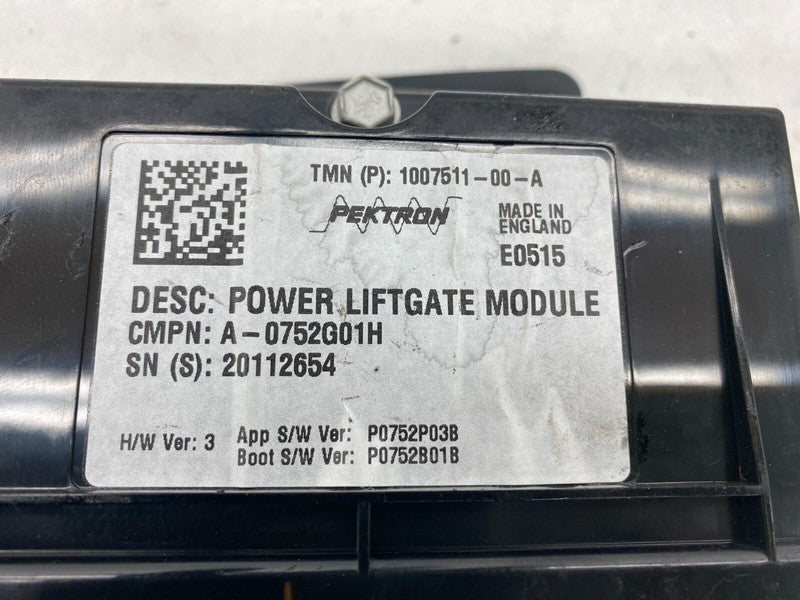 TMN (P): 1007511-00-A
PEKTRON
MADE IN
ENGLAND
E0515
DESC: POWER LIFTGATE MODULE
CMPN: A-0752G01H
SN (S): 20112654
H/W Ver: 3
App S/W Ver: P0752P03B
Boot S/W Ver: P0752B01B